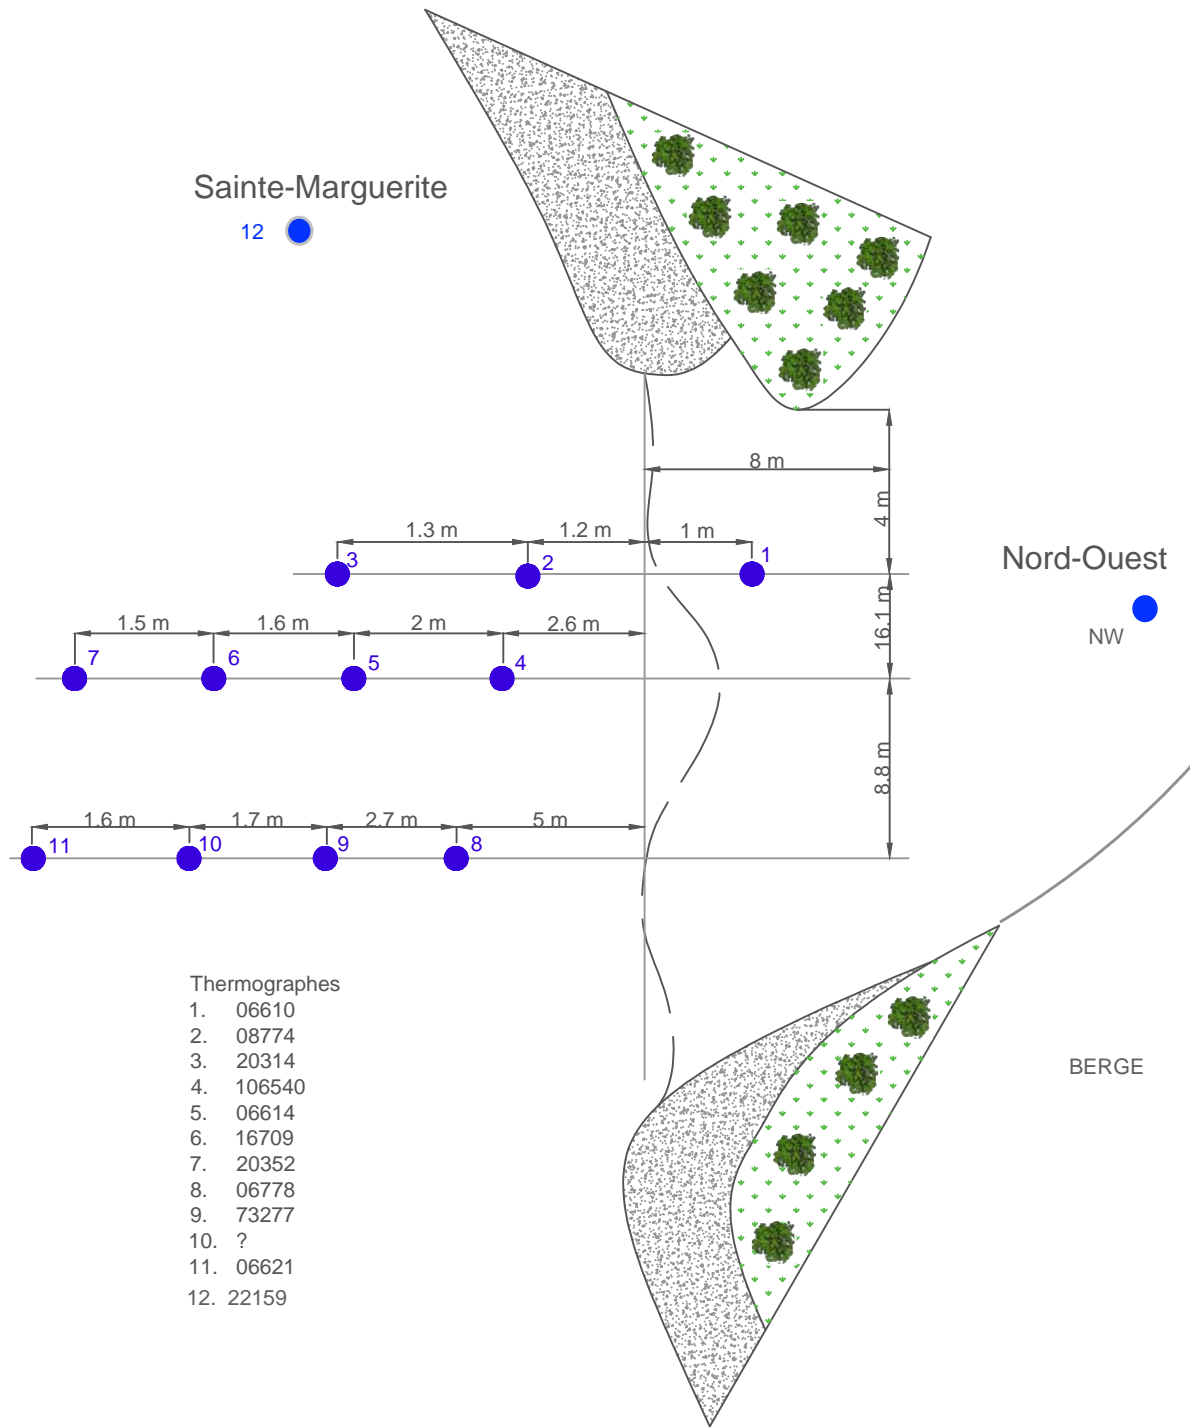 Sainte-Marguerite
12
8 m
4 m
1.3 m
1.2 m
1 m
3
2
1
Nord-Ouest
NW
16.1 m
1.5 m
1.6 m
2 m
2.6 m
7
6
5
4
8.8 m
1.6 m
1.7 m
2.7 m
5 m
11
10
9
8
Thermographes
1. 06610
2. 08774
3. 20314
4. 106540
5. 06614
6. 16709
7. 20352
8. 06778
9. 73277
10. ?
11. 06621
12. 22159
BERGE